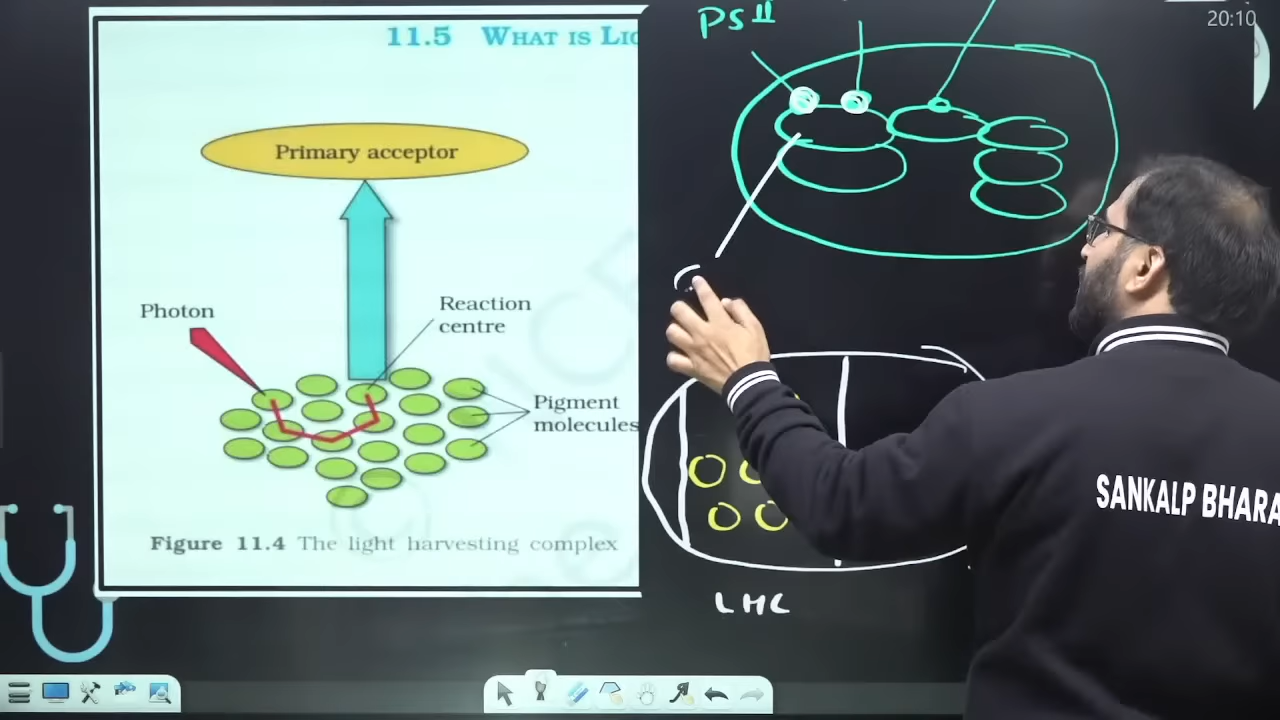 11.5 WHAT IS LIG
PS II
20:10
Primary acceptor
Photon
Reaction
centre
Pigment
molecules
Figure 11.4 The light harvesting complex
LHC
SANKALP BHARA